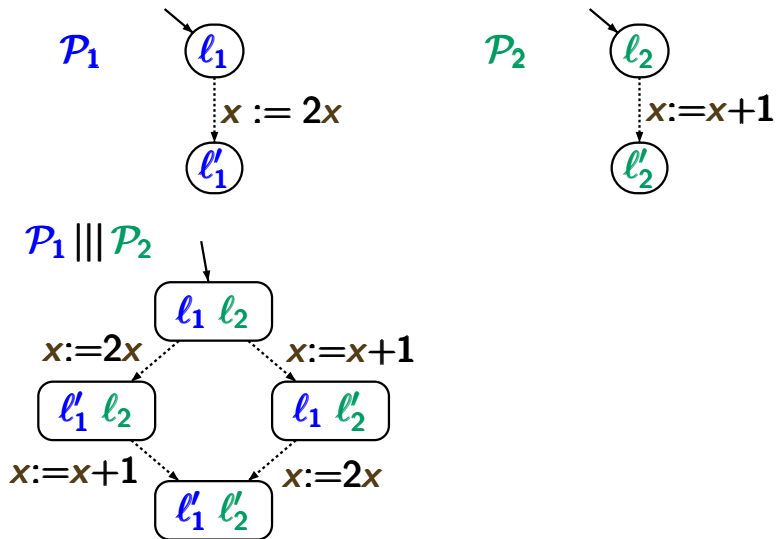 𝒫₁ ℓ₁ 𝒫₂ ℓ₂
x := 2x x:=x+1
ℓ′₁ ℓ′₂
𝒫₁ ||| 𝒫₂
ℓ₁ ℓ₂
x:=2x x:=x+1
ℓ′₁ ℓ₂ ℓ₁ ℓ′₂
x:=x+1 x:=2x
ℓ′₁ ℓ′₂